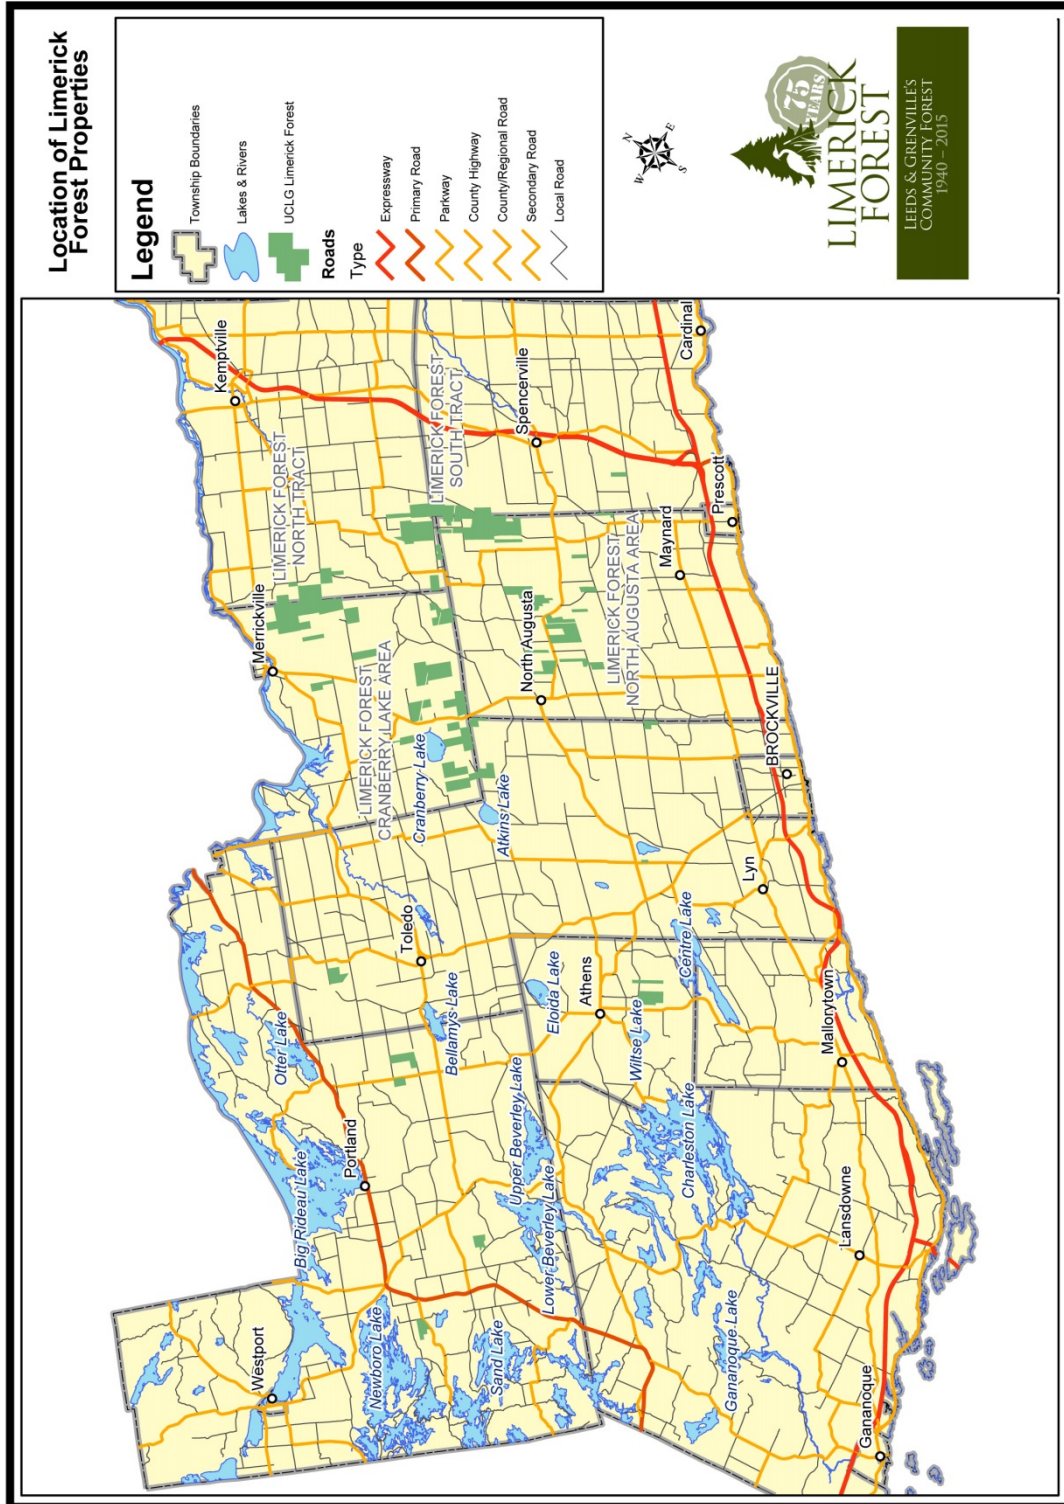 Location of Limerick
Forest Properties
Legend
Township Boundaries
Lakes & Rivers
UCLG Limerick Forest
Roads
Type
Expressway
Primary Road
Parkway
County Highway
County/Regional Road
Secondary Road
Local Road
N
E
S
W
75
YEARS
LIMERICK
FOREST
LEEDS & GRENVILLE'S
COMMUNITY FOREST
1940 – 2015
Westport
Big Rideau Lake
Otter Lake
Portland
Newboro Lake
Sand Lake
Upper Beverley Lake
Lower Beverley Lake
Bellamys Lake
Toledo
Merrickville
LIMERICK FOREST
NORTH TRACT
Kemptville
LIMERICK FOREST
CRANBERRY LAKE AREA
Cranberry Lake
Atkins Lake
LIMERICK FOREST
SOUTH TRACT
Spencerville
North Augusta
LIMERICK FOREST
NORTH AUGUSTA AREA
Eloida Lake
Athens
Wiltse Lake
Centre Lake
Charleston Lake
Gananoque Lake
Lyn
Maynard
Prescott
Cardinal
BROCKVILLE
Mallorytown
Lansdowne
Gananoque